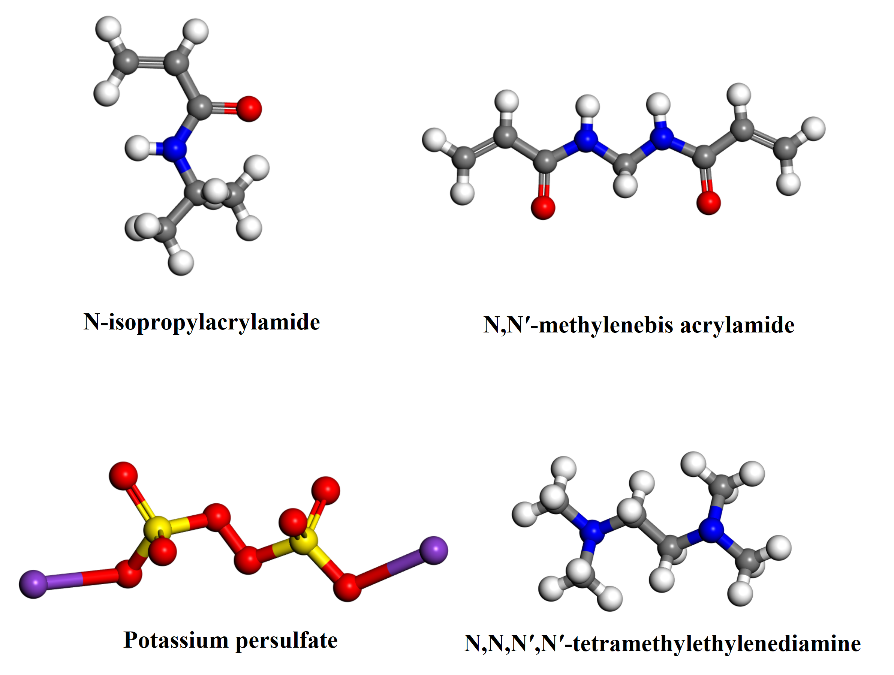 N-isopropylacrylamide
N,N′-methylenebis acrylamide
Potassium persulfate
N,N,N′,N′-tetramethylethylenediamine